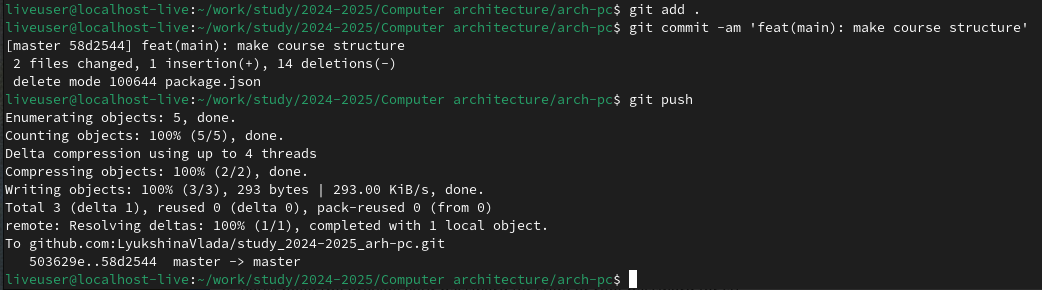 liveuser@localhost-live:~/work/study/2024-2025/Computer architecture/arch-pc$ git add .
liveuser@localhost-live:~/work/study/2024-2025/Computer architecture/arch-pc$ git commit -am 'feat(main): make course structure'
[master 58d2544] feat(main): make course structure
 2 files changed, 1 insertion(+), 14 deletions(-)
 delete mode 100644 package.json
liveuser@localhost-live:~/work/study/2024-2025/Computer architecture/arch-pc$ git push
Enumerating objects: 5, done.
Counting objects: 100% (5/5), done.
Delta compression using up to 4 threads
Compressing objects: 100% (2/2), done.
Writing objects: 100% (3/3), 293 bytes | 293.00 KiB/s, done.
Total 3 (delta 1), reused 0 (delta 0), pack-reused 0 (from 0)
remote: Resolving deltas: 100% (1/1), completed with 1 local object.
To github.com:LyukshinaVlada/study_2024-2025_arh-pc.git
   503629e..58d2544  master -> master
liveuser@localhost-live:~/work/study/2024-2025/Computer architecture/arch-pc$